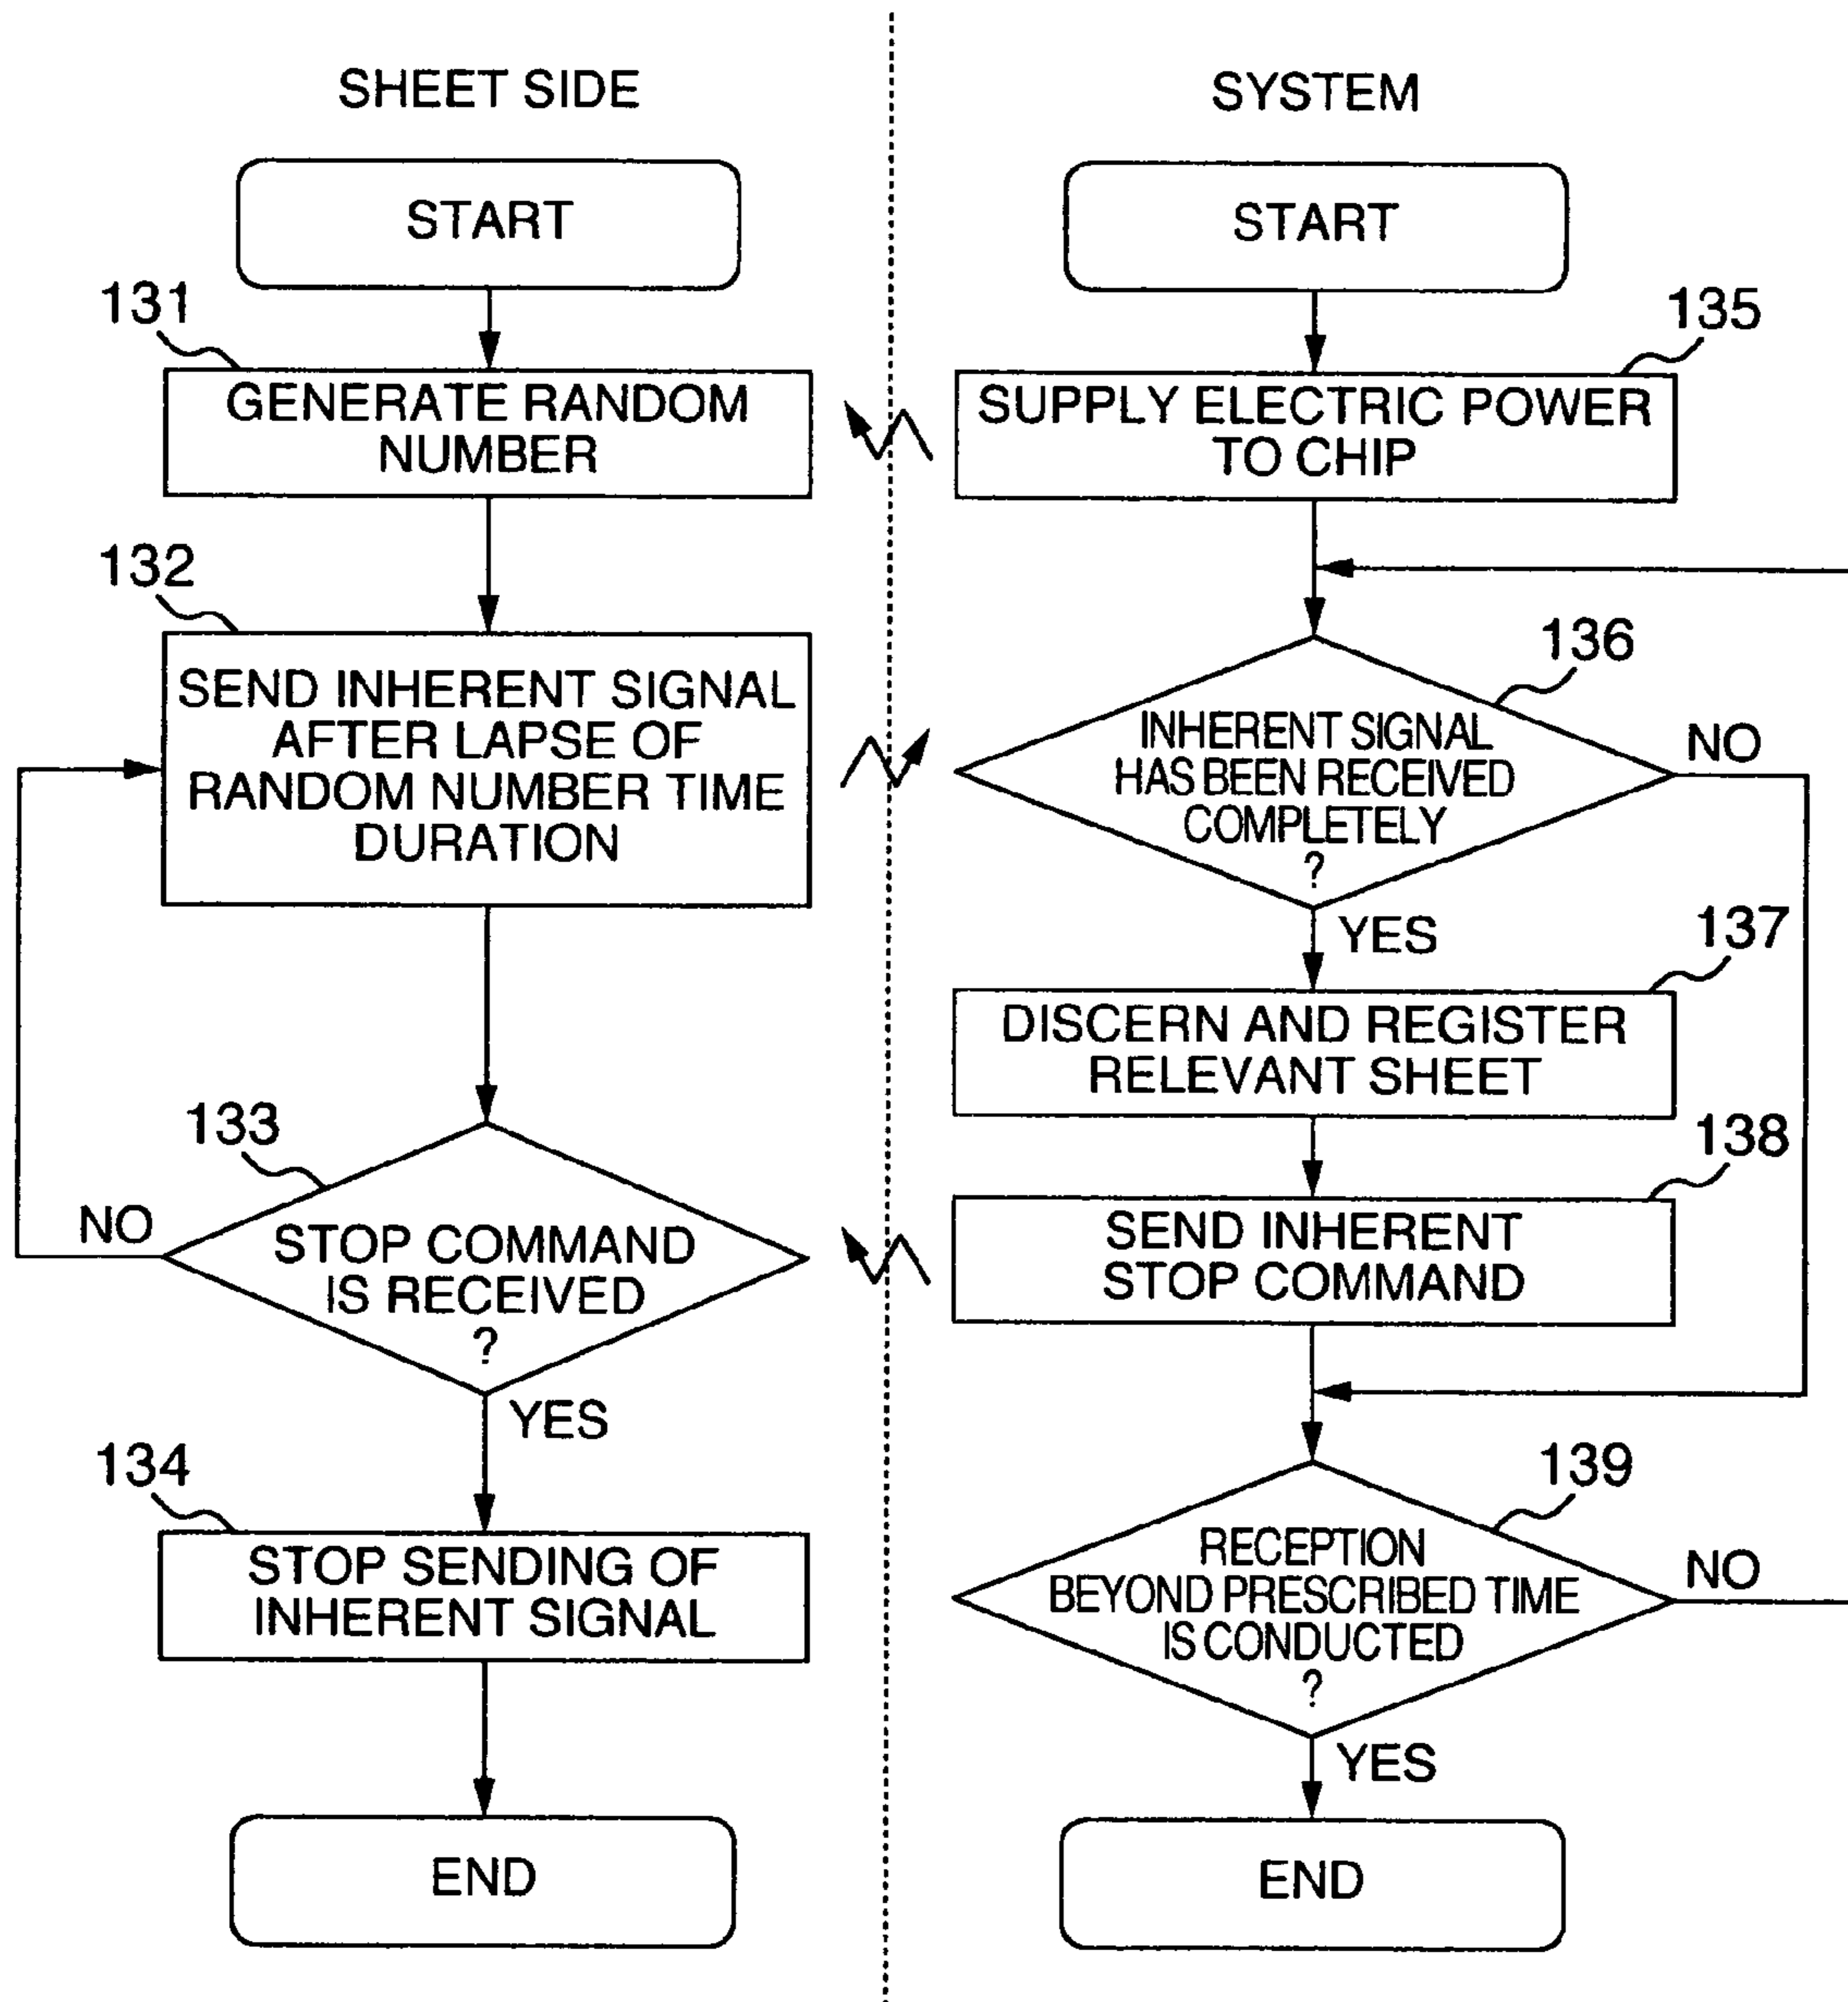 SHEET SIDE
START
131
GENERATE RANDOM
NUMBER
132
SEND INHERENT SIGNAL
AFTER LAPSE OF
RANDOM NUMBER TIME
DURATION
133
NO
STOP COMMAND
IS RECEIVED
?
YES
134
STOP SENDING OF
INHERENT SIGNAL
END
SYSTEM
START
135
SUPPLY ELECTRIC POWER
TO CHIP
136
INHERENT SIGNAL
HAS BEEN RECEIVED
COMPLETELY
?
NO
YES
137
DISCERN AND REGISTER
RELEVANT SHEET
138
SEND INHERENT
STOP COMMAND
139
RECEPTION
BEYOND PRESCRIBED TIME
IS CONDUCTED
?
NO
YES
END